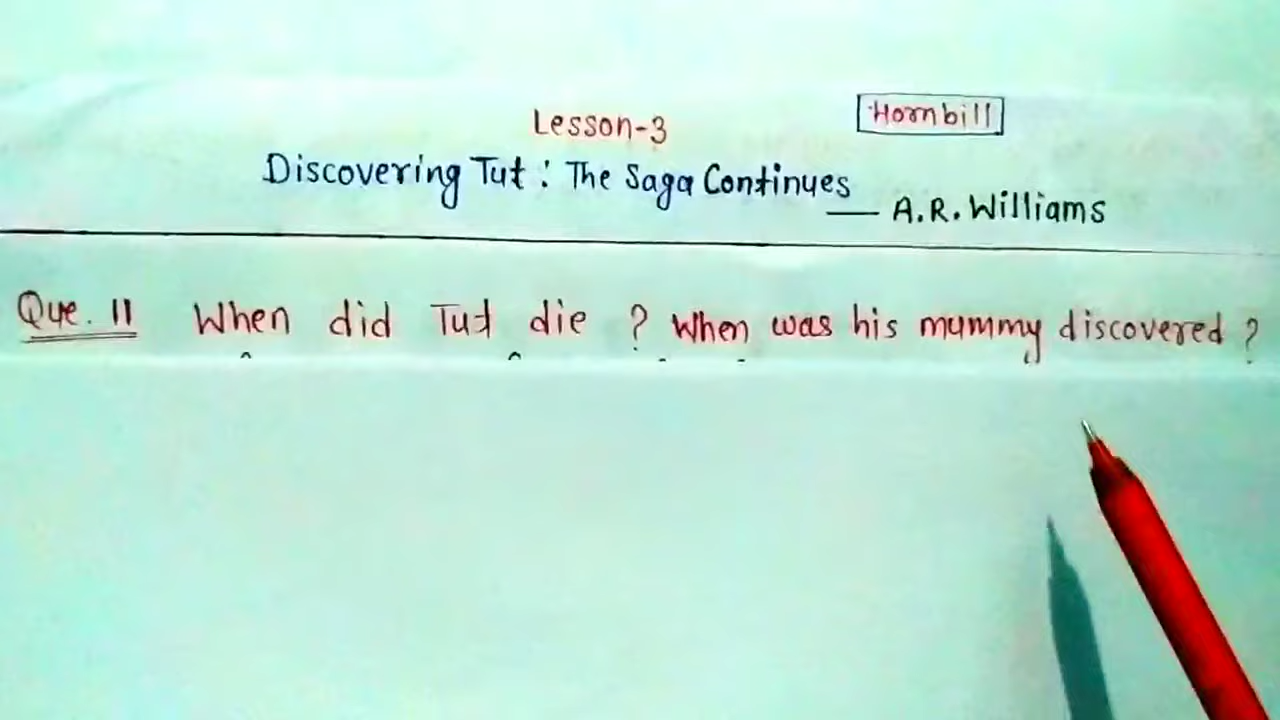 Hornbill
Lesson-3
Discovering Tut : The Saga Continues
— A.R. Williams
Que. 11 When did Tut die ? When was his mummy discovered ?